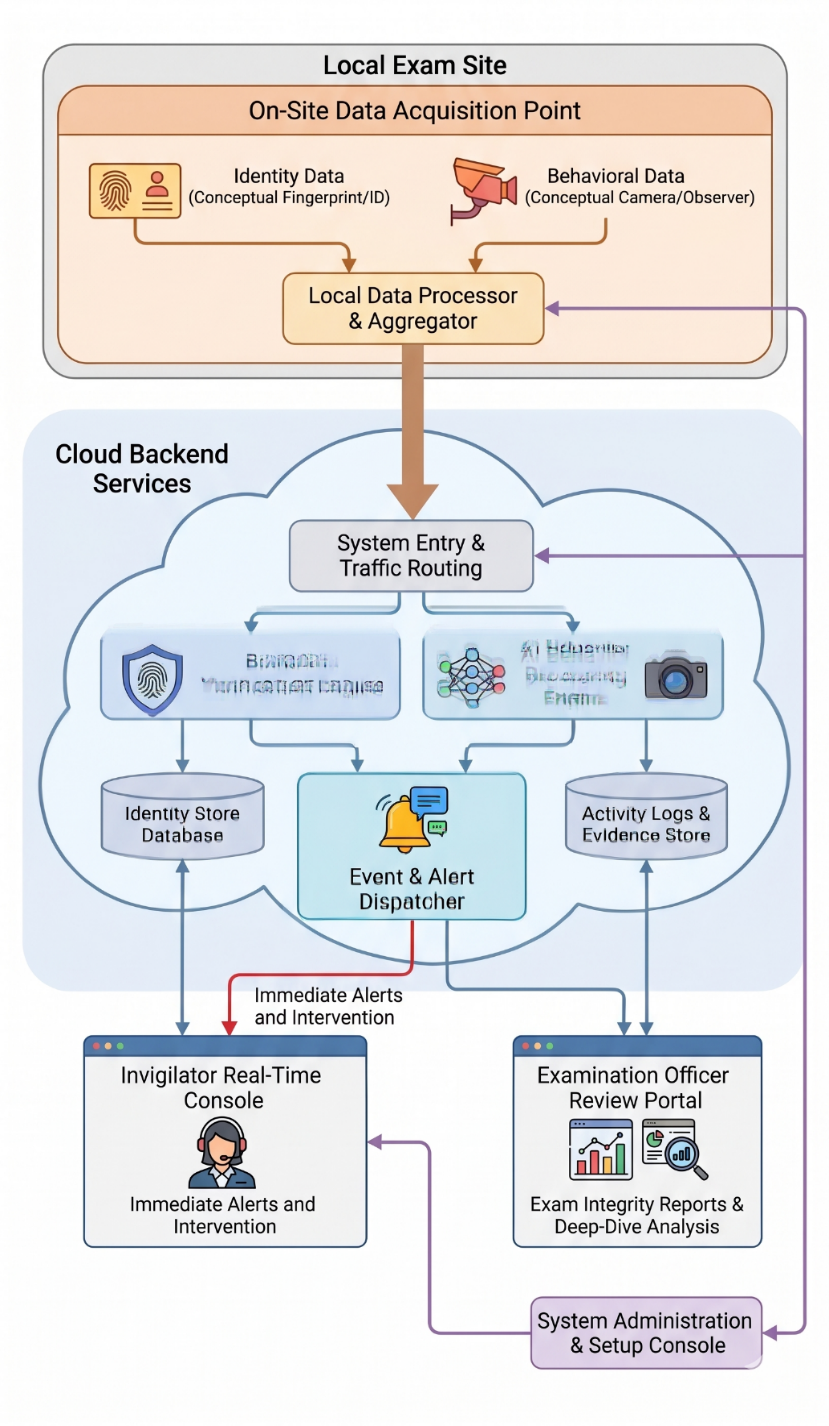 Local Exam Site
On-Site Data Acquisition Point
Identity Data
(Conceptual Fingerprint/ID)
Behavioral Data
(Conceptual Camera/Observer)
Local Data Processor
& Aggregator
Cloud Backend
Services
System Entry &
Traffic Routing
Engine
Identity Store
Database
Event & Alert
Dispatcher
Activity Logs &
Evidence Store
Immediate Alerts
and Intervention
Invigilator Real-Time
Console
Immediate Alerts and
Intervention
Examination Officer
Review Portal
Exam Integrity Reports &
Deep-Dive Analysis
System Administration
& Setup Console